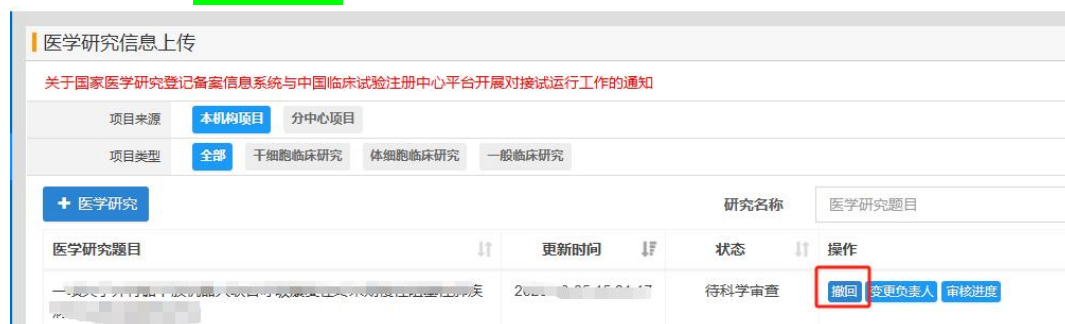 医学研究信息上传
关于国家医学研究登记备案信息系统与中国临床试验注册中心平台开展对接试运行工作的通知
项目来源 本机构项目 分中心项目
项目类型 全部 干细胞临床研究 体细胞临床研究 一般临床研究
+ 医学研究 研究名称 医学研究题目
医学研究题目 更新时间 状态 操作
待科学审查 撤回 变更负责人 审核进度